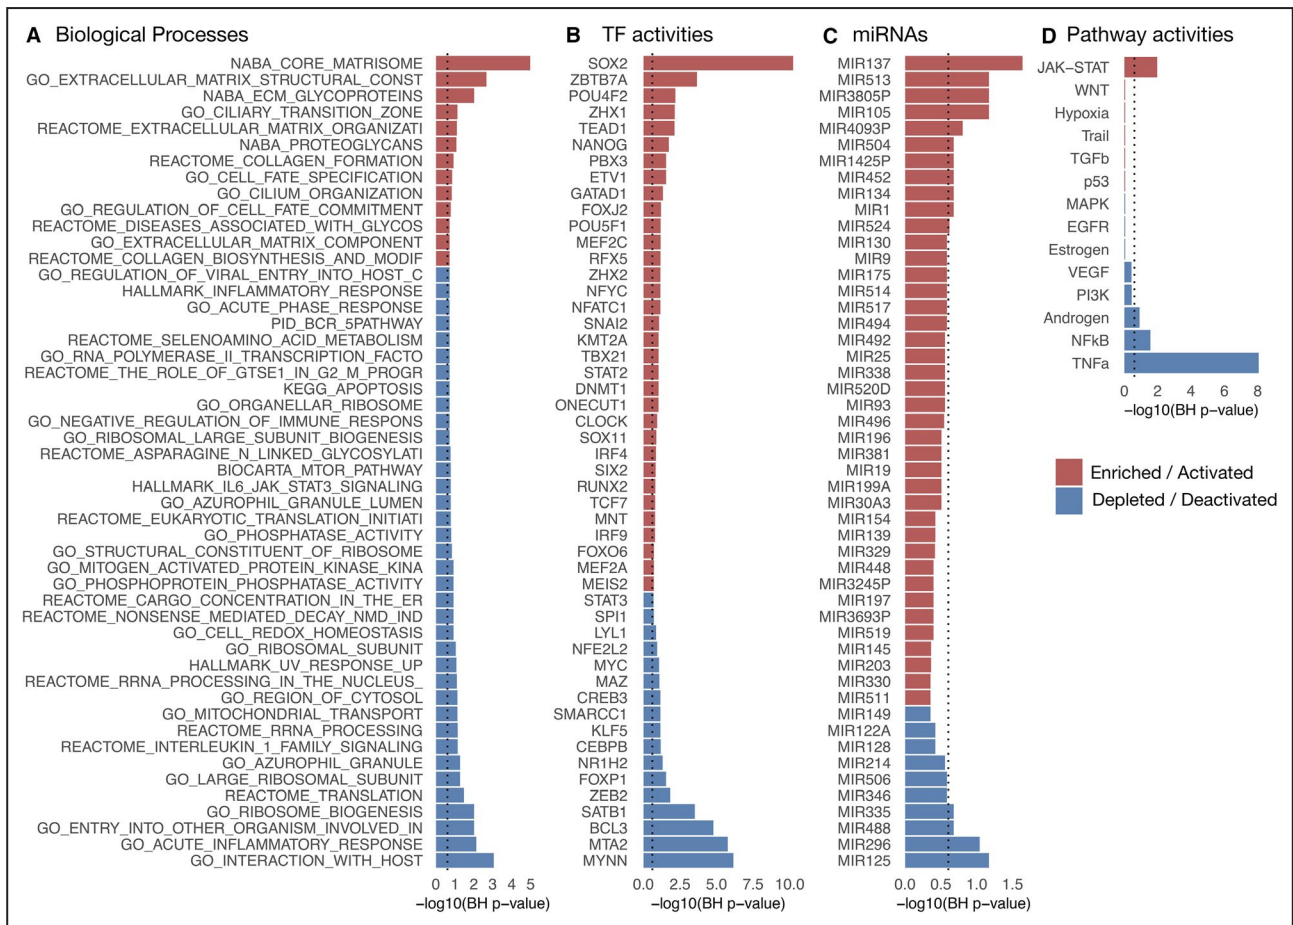 A Biological Processes
NABA_CORE_MATRISOME
GO_EXTRACELLULAR_MATRIX_STRUCTURAL_CONST
NABA_ECM_GLYCOPROTEINS
GO_CILIARY_TRANSITION_ZONE
REACTOME_EXTRACELLULAR_MATRIX_ORGANIZATI
NABA_PROTEOGLYCANS
REACTOME_COLLAGEN_FORMATION
GO_CELL_FATE_SPECIFICATION
GO_CILIUM_ORGANIZATION
GO_REGULATION_OF_CELL_FATE_COMMITMENT
REACTOME_DISEASES_ASSOCIATED_WITH_GLYCOS
GO_EXTRACELLULAR_MATRIX_COMPONENT
REACTOME_COLLAGEN_BIOSYNTHESIS_AND_MODIF
GO_REGULATION_OF_VIRAL_ENTRY_INTO_HOST_C
HALLMARK_INFLAMMATORY_RESPONSE
GO_ACUTE_PHASE_RESPONSE
PID_BCR_5PATHWAY
REACTOME_SELENOAMINO_ACID_METABOLISM
GO_RNA_POLYMERASE_II_TRANSCRIPTION_FACTO
REACTOME_THE_ROLE_OF_GTSE1_IN_G2_M_PROGR
KEGG_APOPTOSIS
GO_ORGANELLAR_RIBOSOME
GO_NEGATIVE_REGULATION_OF_IMMUNE_RESPONS
GO_RIBOSOMAL_LARGE_SUBUNIT_BIOGENESIS
REACTOME_ASPARAGINE_N_LINKED_GLYCOSYLATI
BIOCARTA_MTOR_PATHWAY
HALLMARK_IL6_JAK_STAT3_SIGNALING
GO_AZUROPHIL_GRANULE_LUMEN
REACTOME_EUKARYOTIC_TRANSLATION_INITIATI
GO_PHOSPHATASE_ACTIVITY
GO_STRUCTURAL_CONSTITUENT_OF_RIBOSOME
GO_MITOGEN_ACTIVATED_PROTEIN_KINASE_KINA
GO_PHOSPHOPROTEIN_PHOSPHATASE_ACTIVITY
REACTOME_CARGO_CONCENTRATION_IN_THE_ER
REACTOME_NONSENSE_MEDIATED_DECAY_NMD_IND
GO_CELL_REDOX_HOMEOSTASIS
GO_RIBOSOMAL_SUBUNIT
HALLMARK_UV_RESPONSE_UP
REACTOME_RRNA_PROCESSING_IN_THE_NUCLEUS_
GO_REGION_OF_CYTOSOL
GO_MITOCHONDRIAL_TRANSPORT
REACTOME_RRNA_PROCESSING
REACTOME_INTERLEUKIN_1_FAMILY_SIGNALING
GO_AZUROPHIL_GRANULE
GO_LARGE_RIBOSOMAL_SUBUNIT
REACTOME_TRANSLATION
GO_RIBOSOME_BIOGENESIS
GO_ENTRY_INTO_OTHER_ORGANISM_INVOLVED_IN
GO_ACUTE_INFLAMMATORY_RESPONSE
GO_INTERACTION_WITH_HOST
0 1 2 3 4 5
−log10(BH p−value)
B TF activities
SOX2
ZBTB7A
POU4F2
ZHX1
TEAD1
NANOG
PBX3
ETV1
GATAD1
FOXJ2
POU5F1
MEF2C
RFX5
ZHX2
NFYC
NFATC1
SNAI2
KMT2A
TBX21
STAT2
DNMT1
ONECUT1
CLOCK
SOX11
IRF4
SIX2
RUNX2
TCF7
MNT
IRF9
FOXO6
MEF2A
MEIS2
STAT3
SPI1
LYL1
NFE2L2
MYC
MAZ
CREB3
SMARCC1
KLF5
CEBPB
NR1H2
FOXP1
ZEB2
SATB1
BCL3
MTA2
MYNN
0.0 2.5 5.0 7.5 10.0
−log10(BH p−value)
C miRNAs
MIR137
MIR513
MIR3805P
MIR105
MIR4093P
MIR504
MIR1425P
MIR452
MIR134
MIR1
MIR524
MIR130
MIR9
MIR175
MIR514
MIR517
MIR494
MIR492
MIR25
MIR338
MIR520D
MIR93
MIR496
MIR196
MIR381
MIR19
MIR199A
MIR30A3
MIR154
MIR139
MIR329
MIR448
MIR3245P
MIR197
MIR3693P
MIR519
MIR145
MIR203
MIR330
MIR511
MIR149
MIR122A
MIR128
MIR214
MIR506
MIR346
MIR335
MIR488
MIR296
MIR125
0.0 0.5 1.0 1.5
−log10(BH p−value)
D Pathway activities
JAK−STAT
WNT
Hypoxia
Trail
TGFb
p53
MAPK
EGFR
Estrogen
VEGF
PI3K
Androgen
NFkB
TNFa
0 2 4 6 8
−log10(BH p−value)
Enriched / Activated
Depleted / Deactivated